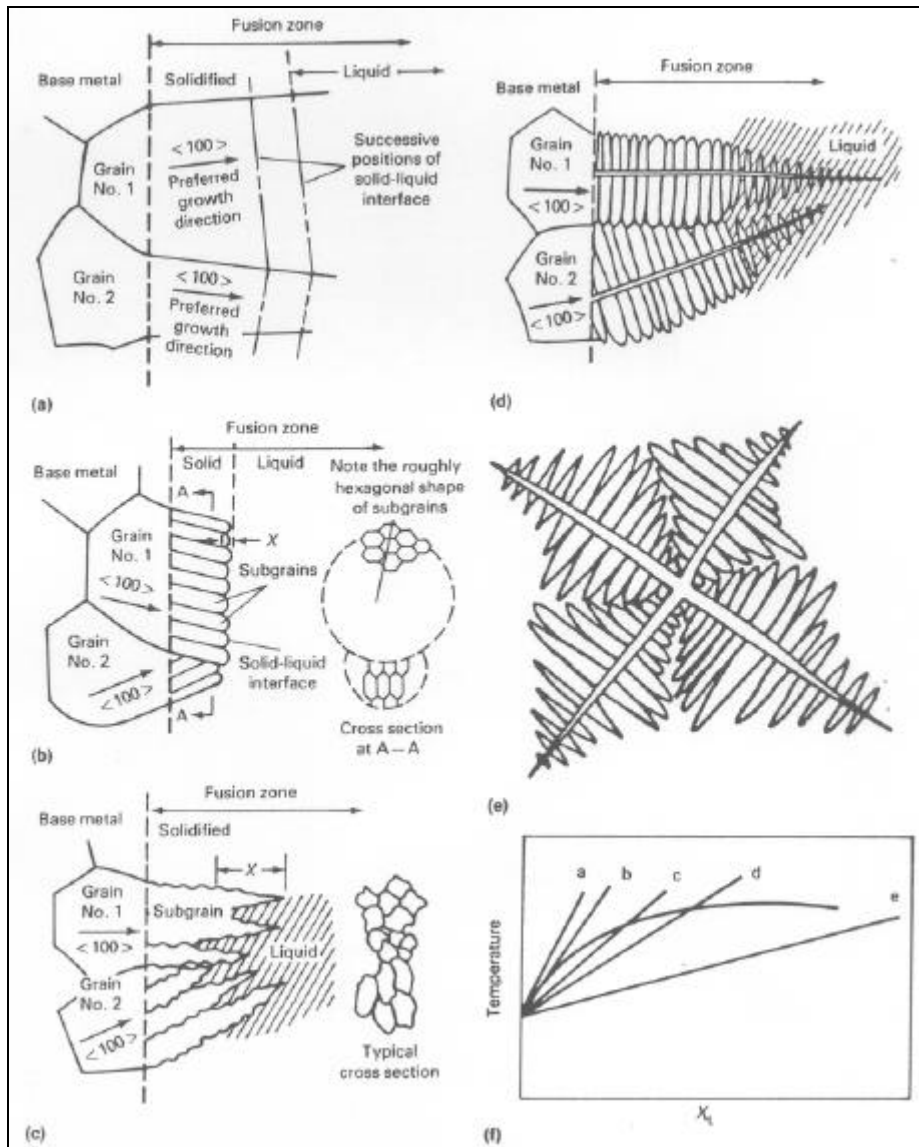 Fusion zone
Base metal
Solidified
Liquid
<100>
Preferred
growth
direction
Successive
positions of
solid-liquid
interface
Grain
No. 1
Grain
No. 2
<100>
Preferred
growth
direction
(a)
Fusion zone
Base metal
Liquid
Grain
No. 1
<100>
Grain
No. 2
<100>
(d)
Fusion zone
Base metal
Solid
Liquid
A
X
Note the roughly
hexagonal shape
of subgrains
Grain
No. 1
<100>
Subgrains
Grain
No. 2
<100>
Solid-liquid
interface
A
Cross section
at A–A
(b)
(e)
Fusion zone
Base metal
Solidified
X
Grain
No. 1
<100>
Subgrain
Liquid
Grain
No. 2
<100>
Typical
cross section
(c)
a
b
c
d
e
Temperature
(f)